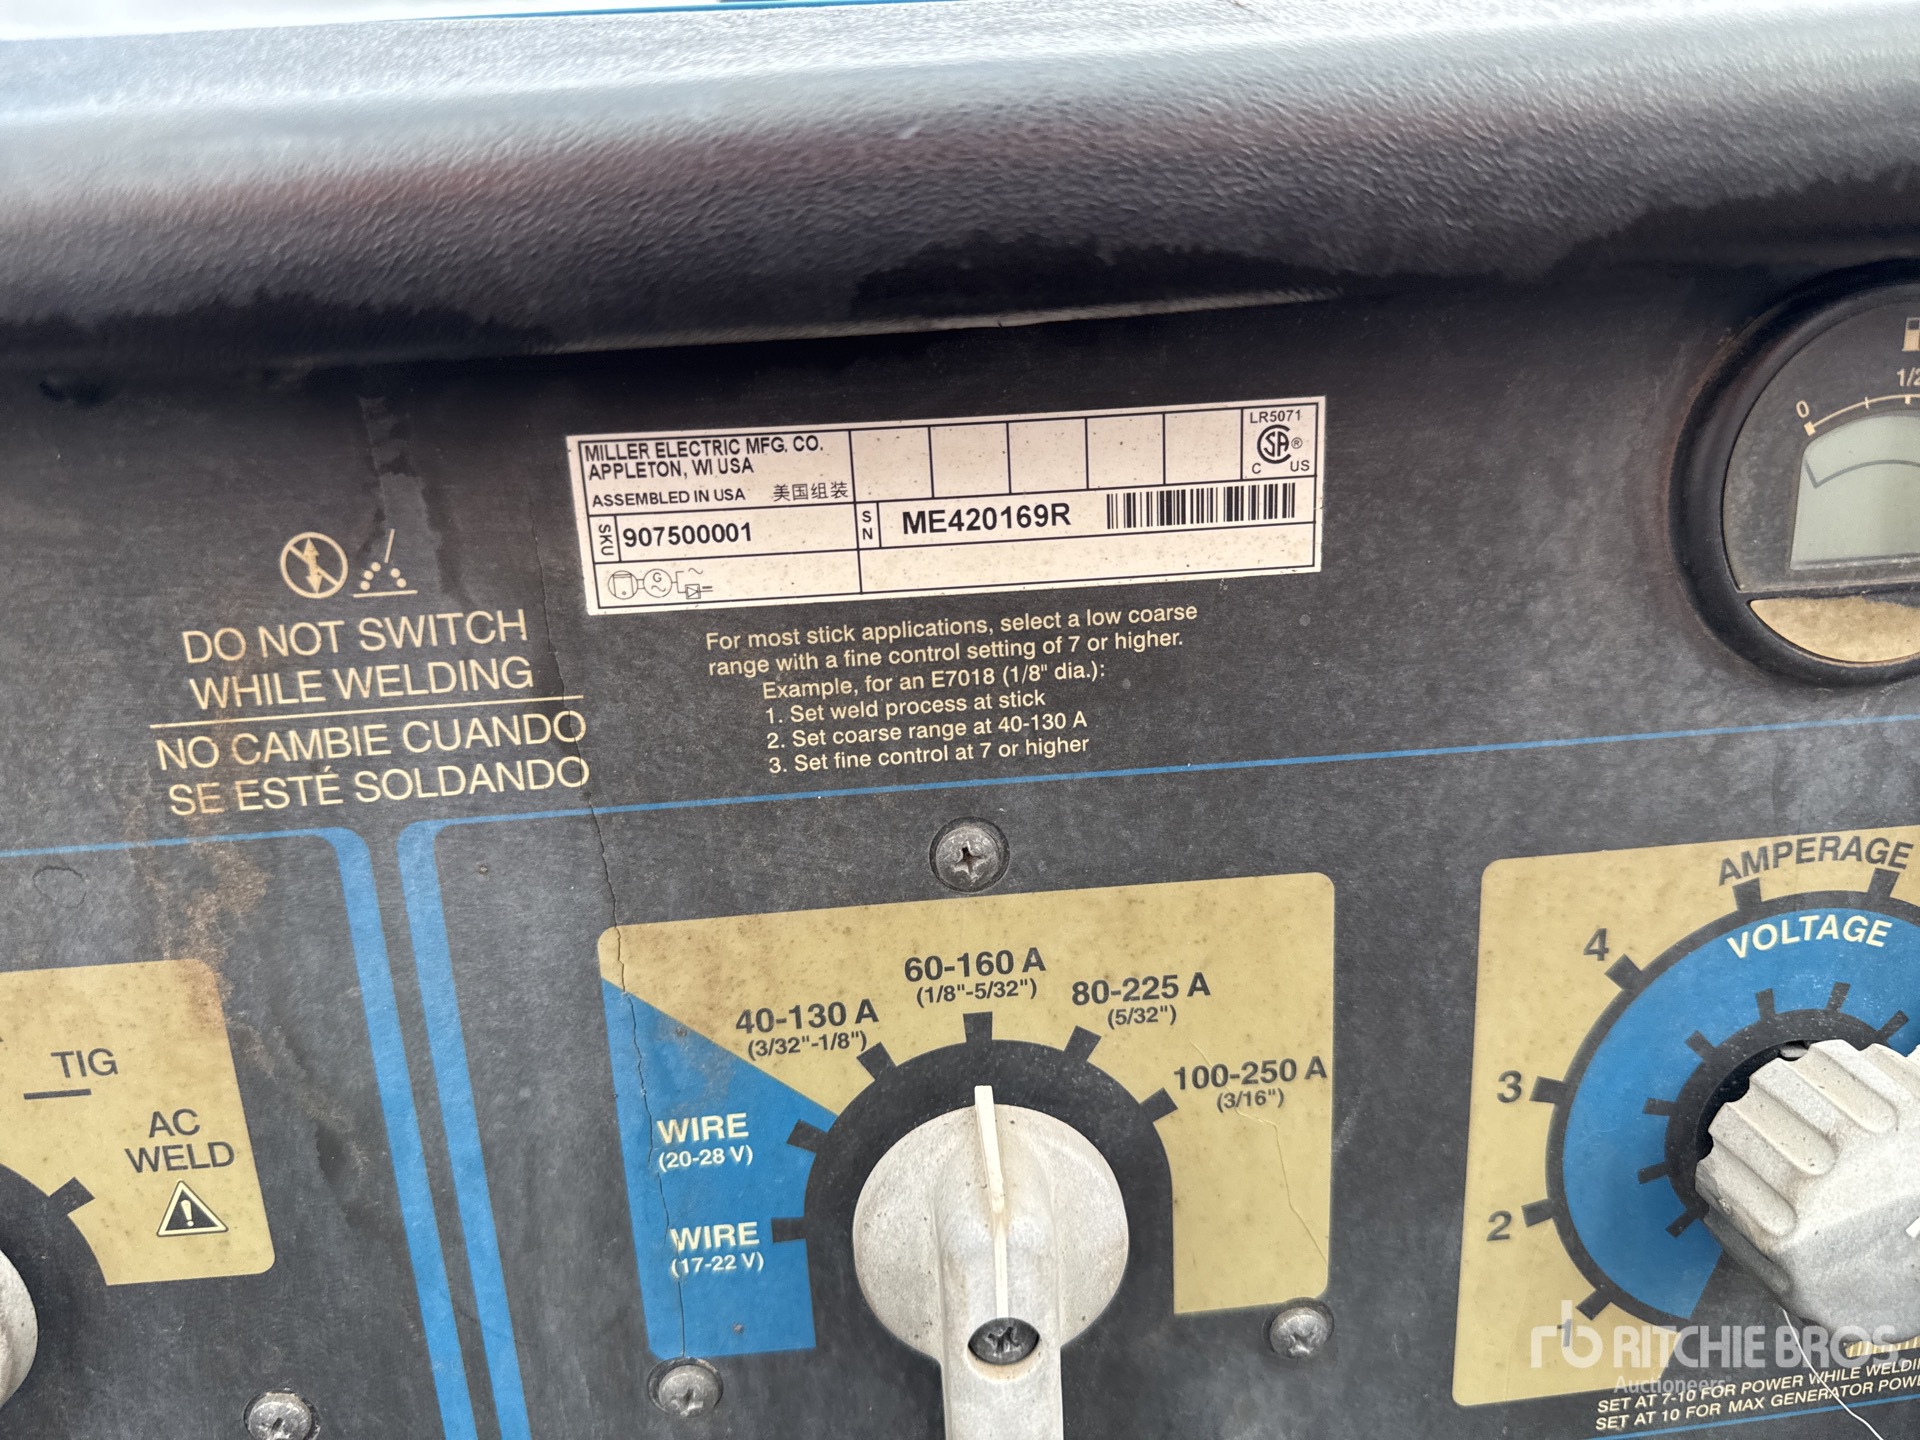 MILLER ELECTRIC MFG. CO.
APPLETON, WI USA
ASSEMBLED IN USA 美国组装
LR5071
CSA®
C US
SKU 907500001
SN ME420169R
G
0
1/2
DO NOT SWITCH
WHILE WELDING
NO CAMBIE CUANDO
SE ESTÉ SOLDANDO
For most stick applications, select a low coarse
range with a fine control setting of 7 or higher.
Example, for an E7018 (1/8" dia.):
1. Set weld process at stick
2. Set coarse range at 40-130 A
3. Set fine control at 7 or higher
TIG
AC
WELD
WIRE
(17-22 V)
WIRE
(20-28 V)
40-130 A
(3/32"-1/8")
60-160 A
(1/8"-5/32")
80-225 A
(5/32")
100-250 A
(3/16")
AMPERAGE
VOLTAGE
4
3
2
1
SET AT 7-10 FOR POWER WHILE
SET AT 10 FOR MAX GENERATOR
rb RITCHIE BROS
Auctioneers